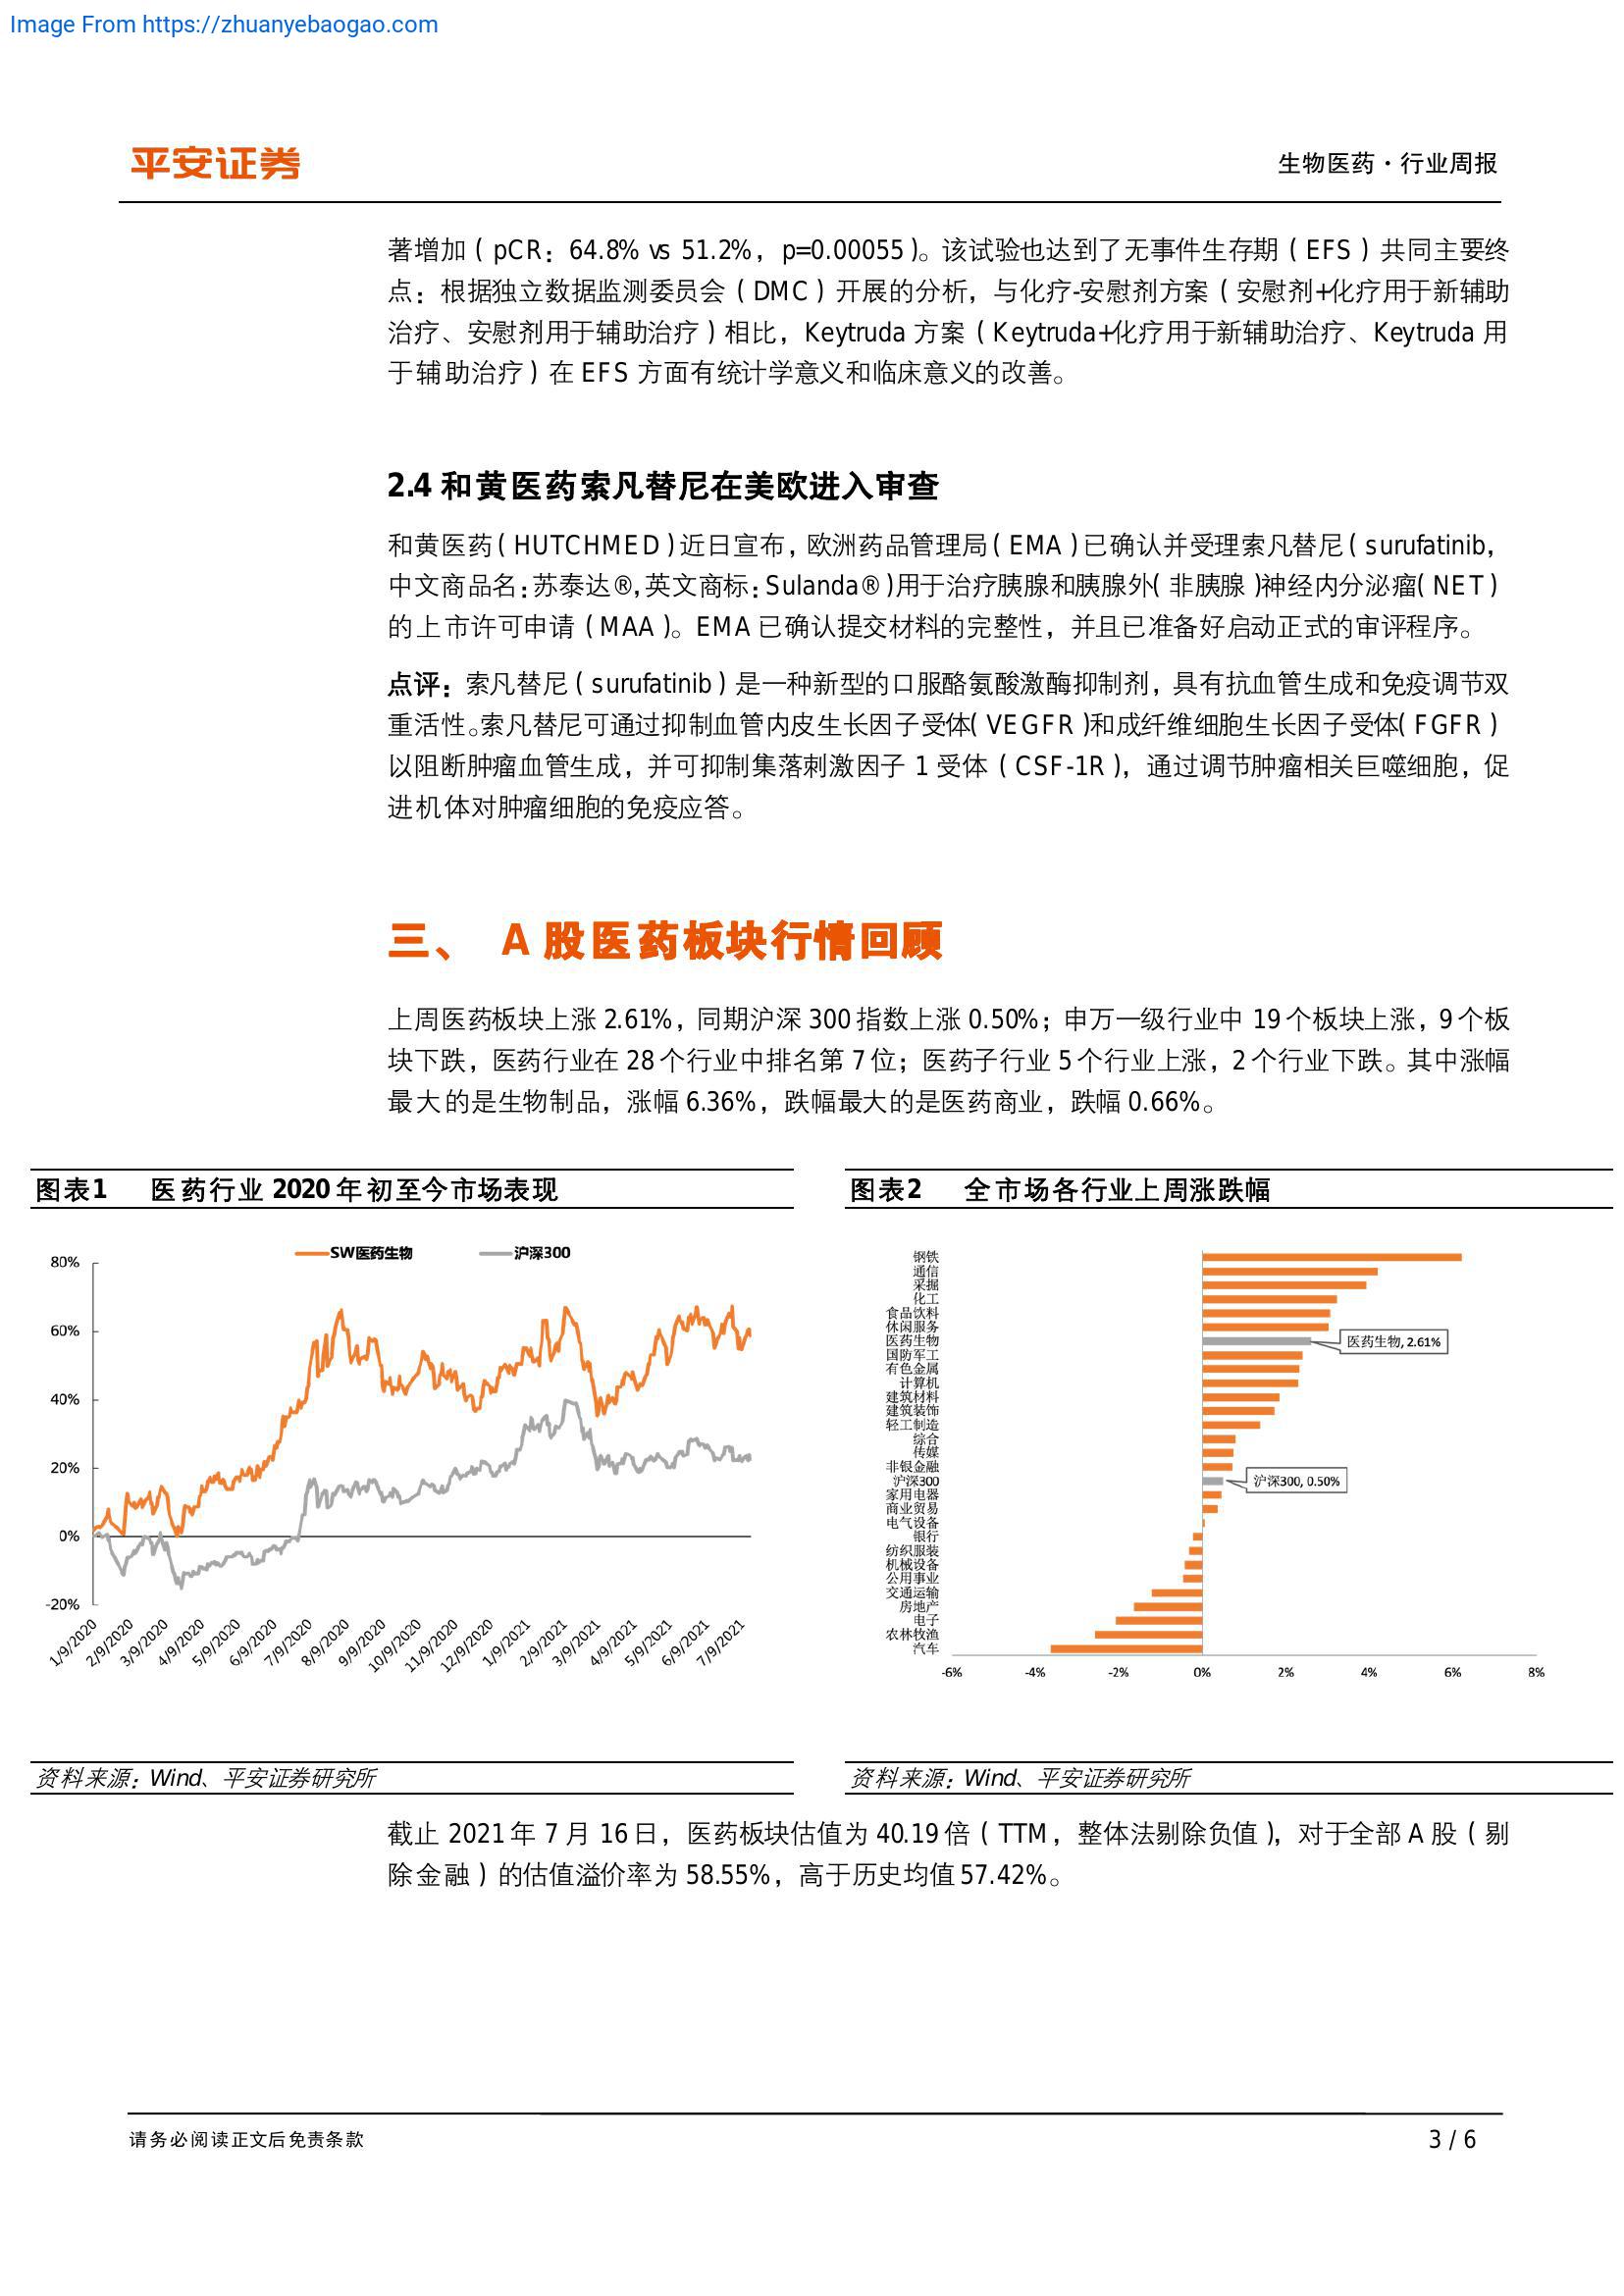 Image From https://zhuanyebaogao.com
平安证券
生物医药·行业周报
著增加（pCR：64.8% vs 51.2%，p=0.00055）。该试验也达到了无事件生存期（EFS）共同主要终
点：根据独立数据监测委员会（DMC）开展的分析，与化疗-安慰剂方案（安慰剂+化疗用于新辅助
治疗、安慰剂用于辅助治疗）相比，Keytruda 方案（Keytruda+化疗用于新辅助治疗、Keytruda 用
于辅助治疗）在 EFS 方面有统计学意义和临床意义的改善。
2.4 和黄医药索凡替尼在美欧进入审查
和黄医药（HUTCHMED）近日宣布，欧洲药品管理局（EMA）已确认并受理索凡替尼（surufatinib，
中文商品名：苏泰达®，英文商标：Sulanda®）用于治疗胰腺和胰腺外（非胰腺）神经内分泌瘤（NET）
的上市许可申请（MAA）。EMA 已确认提交材料的完整性，并且已准备好启动正式的审评程序。
点评：索凡替尼（surufatinib）是一种新型的口服酪氨酸激酶抑制剂，具有抗血管生成和免疫调节双
重活性。索凡替尼可通过抑制血管内皮生长因子受体（VEGFR）和成纤维细胞生长因子受体（FGFR）
以阻断肿瘤血管生成，并可抑制集落刺激因子 1 受体（CSF-1R），通过调节肿瘤相关巨噬细胞，促
进机体对肿瘤细胞的免疫应答。
三、 A 股医药板块行情回顾
上周医药板块上涨 2.61%，同期沪深 300 指数上涨 0.50%；申万一级行业中 19 个板块上涨，9 个板
块下跌，医药行业在 28 个行业中排名第 7 位；医药子行业 5 个行业上涨，2 个行业下跌。其中涨幅
最大的是生物制品，涨幅 6.36%，跌幅最大的是医药商业，跌幅 0.66%。
图表1 医药行业 2020 年初至今市场表现
SW医药生物 沪深300
80%
60%
40%
20%
0%
-20%
1/9/2020 2/9/2020 3/9/2020 4/9/2020 5/9/2020 6/9/2020 7/9/2020 8/9/2020 9/9/2020 10/9/2020 11/9/2020 12/9/2020 1/9/2021 2/9/2021 3/9/2021 4/9/2021 5/9/2021 6/9/2021 7/9/2021
资料来源：Wind、平安证券研究所
图表2 全市场各行业上周涨跌幅
钢铁
通信
采掘
化工
食品饮料
休闲服务
医药生物
医药生物, 2.61%
国防军工
有色金属
计算机
建筑材料
建筑装饰
轻工制造
综合
传媒
非银金融
沪深300
沪深300, 0.50%
家用电器
商业贸易
电气设备
银行
纺织服装
机械设备
公用事业
交通运输
房地产
电子
农林牧渔
汽车
-6% -4% -2% 0% 2% 4% 6% 8%
资料来源：Wind、平安证券研究所
截止 2021 年 7 月 16 日，医药板块估值为 40.19 倍（TTM，整体法剔除负值），对于全部 A 股（剔
除金融）的估值溢价率为 58.55%，高于历史均值 57.42%。
请务必阅读正文后免责条款
3 / 6